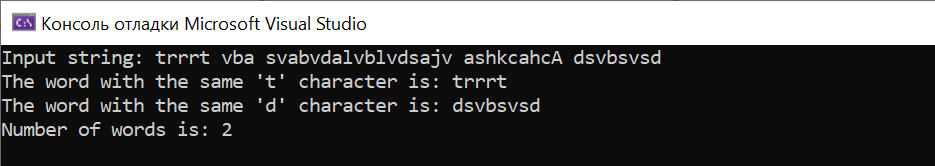 Консоль отладки Microsoft Visual Studio
Input string: trrrt vba svabvdalvblvdsajv ashkcahcA dsvbsvsd
The word with the same 't' character is: trrrt
The word with the same 'd' character is: dsvbsvsd
Number of words is: 2